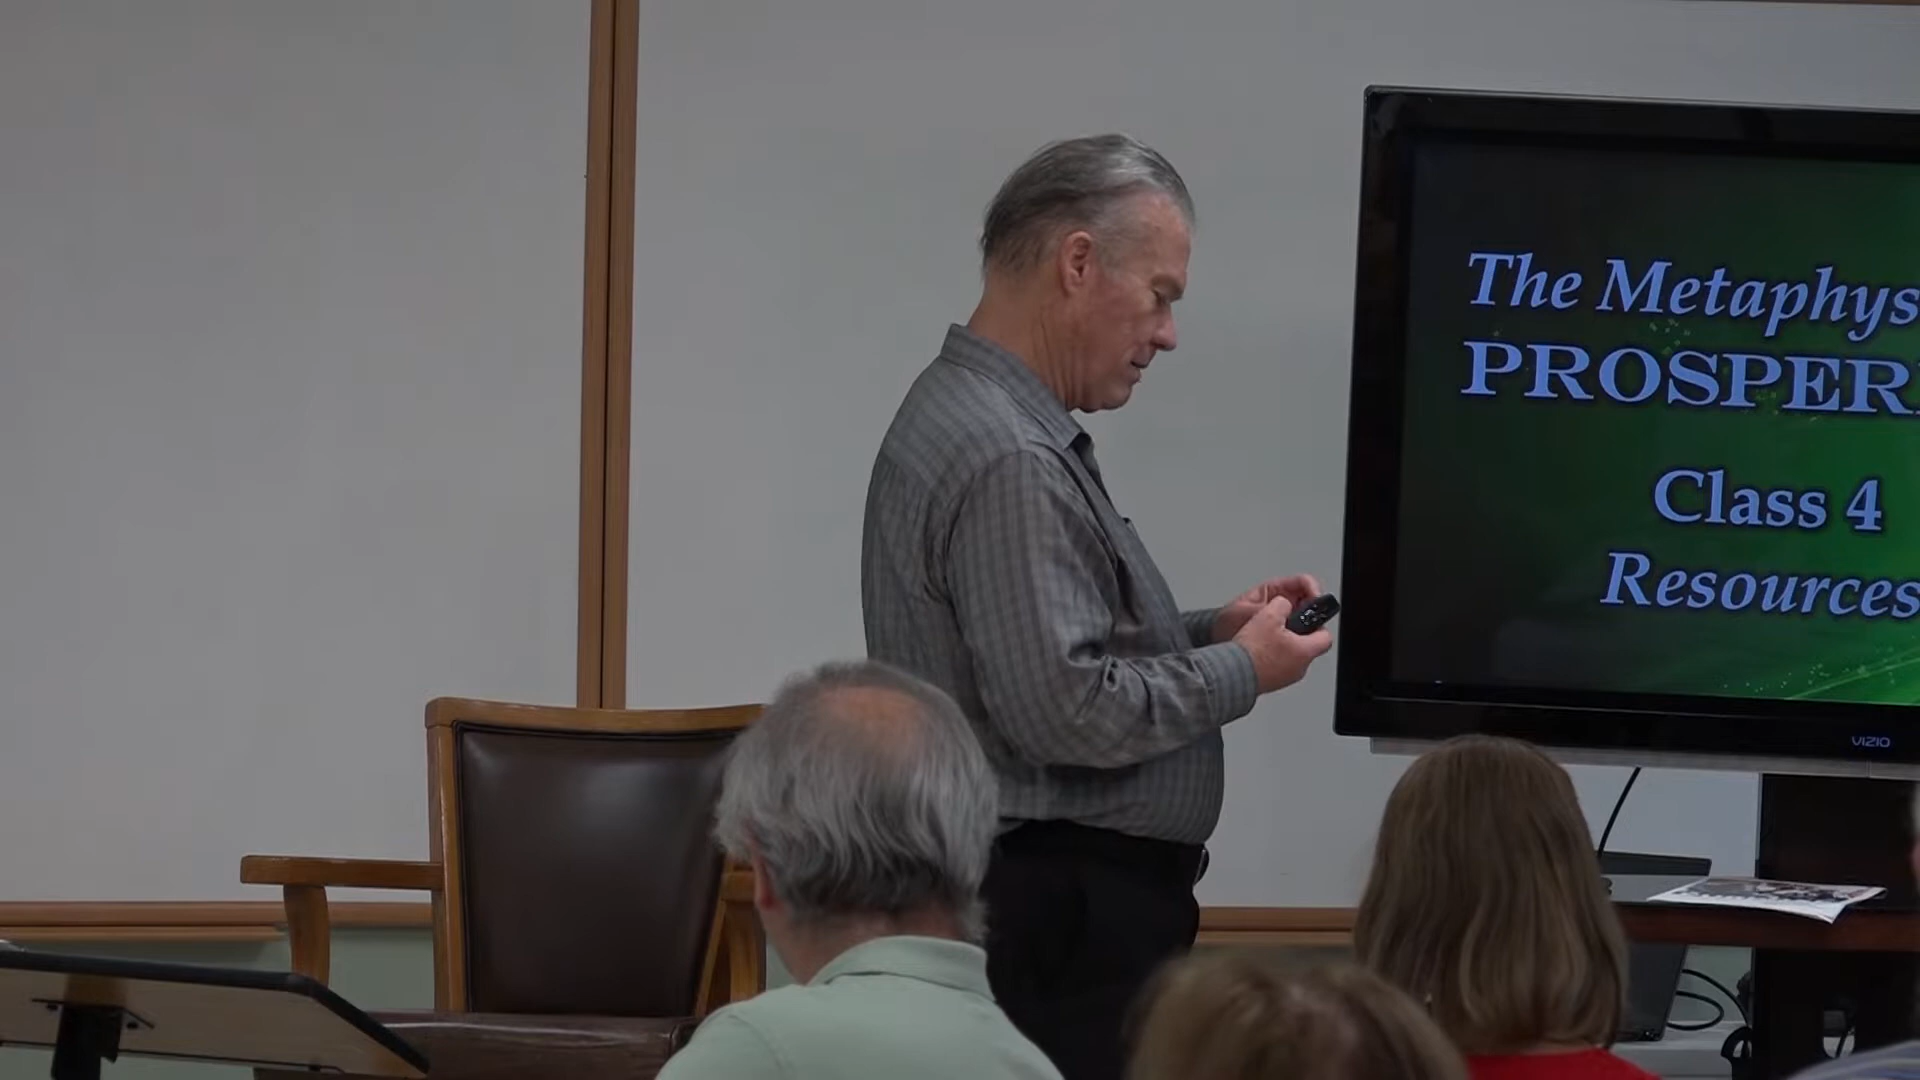 The Metaphys
PROSPER
Class 4
Resources
VIZIO